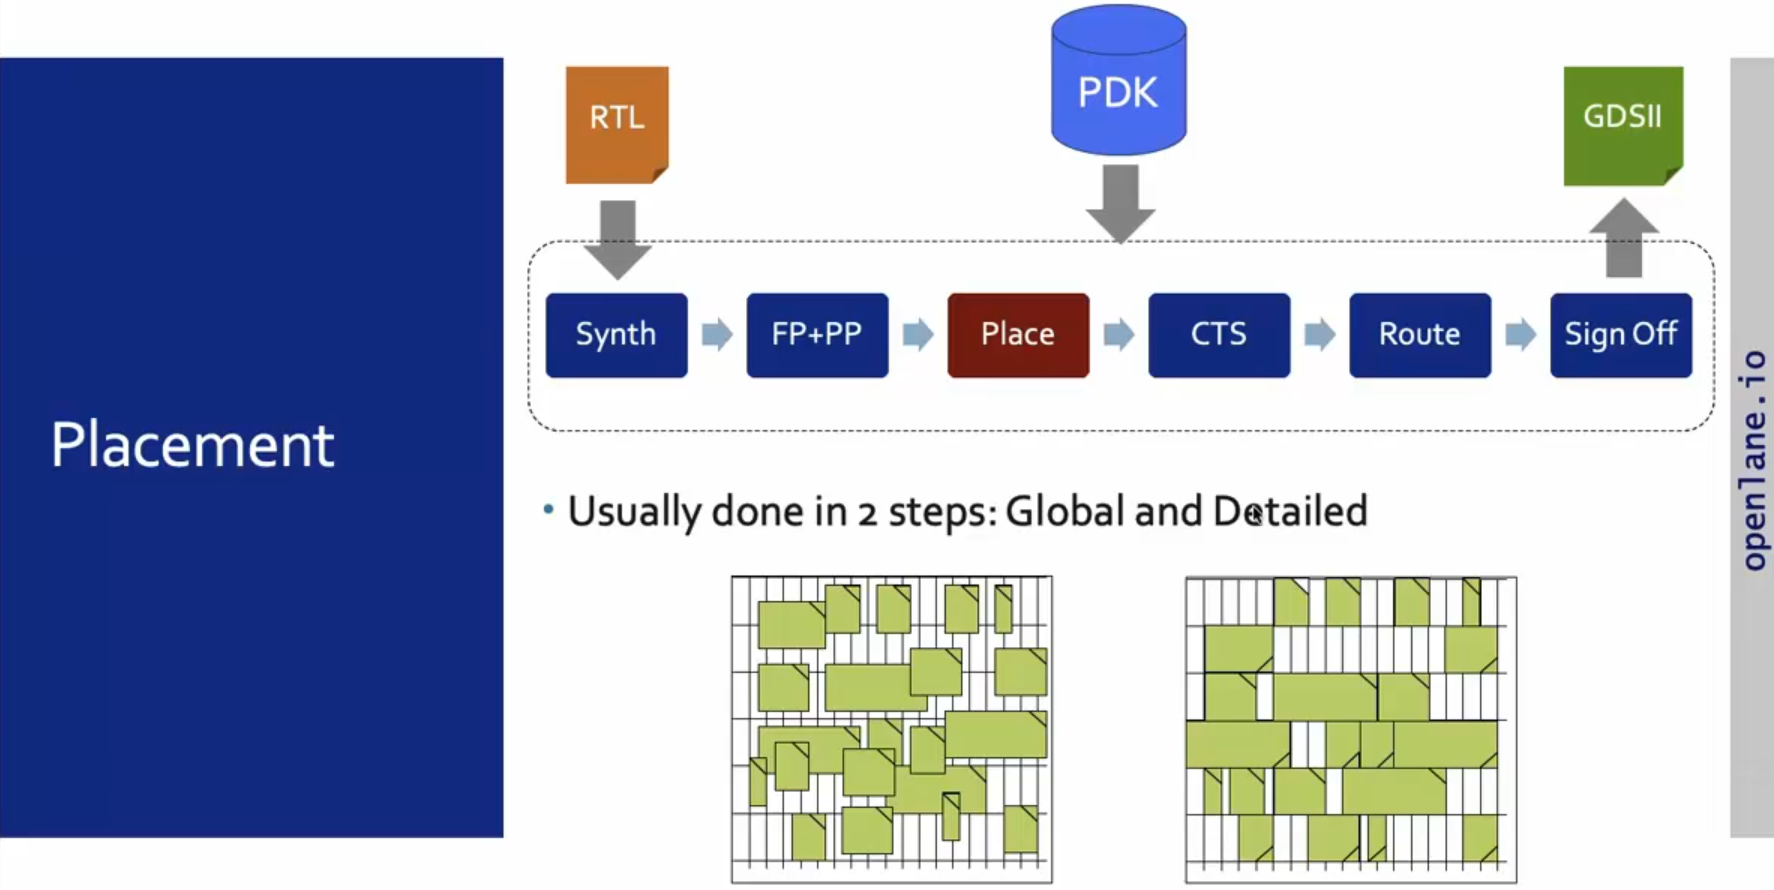 Placement
RTL
PDK
GDSII
Synth
FP+PP
Place
CTS
Route
Sign Off
• Usually done in 2 steps: Global and Detailed
openlane.io